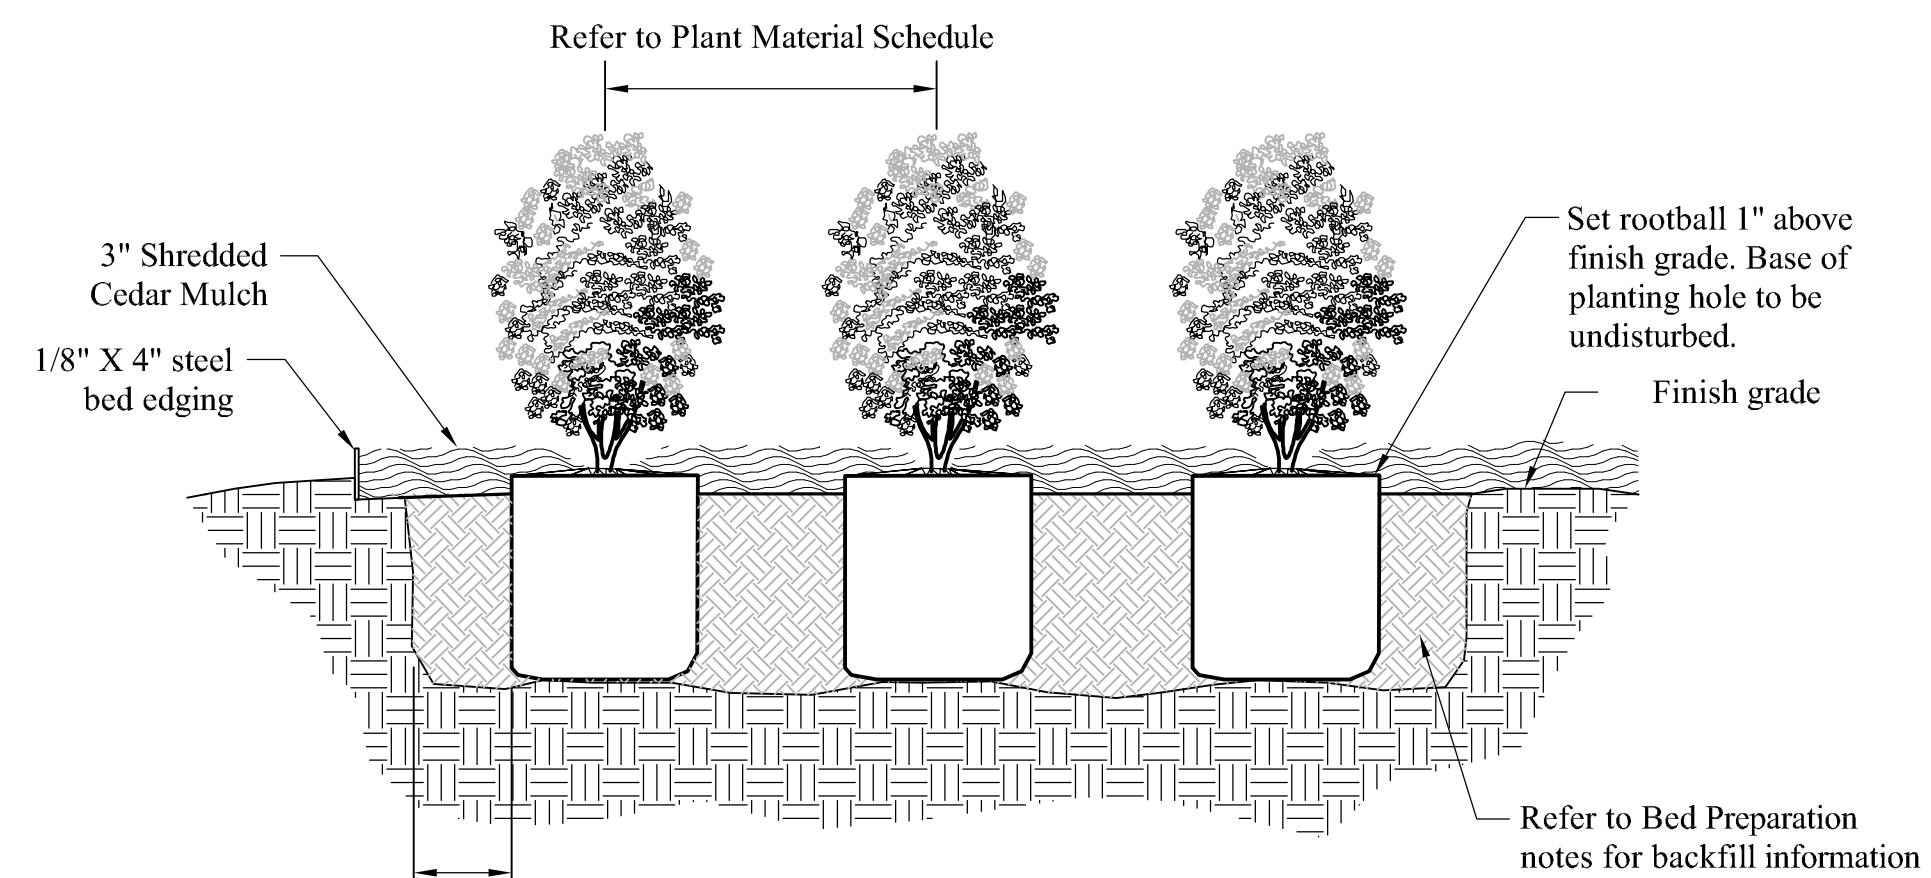 Refer to Plant Material Schedule
3" Shredded
Cedar Mulch
1/8" X 4" steel
bed edging
Set rootball 1" above
finish grade. Base of
planting hole to be
undisturbed.
Finish grade
Refer to Bed Preparation
notes for backfill information